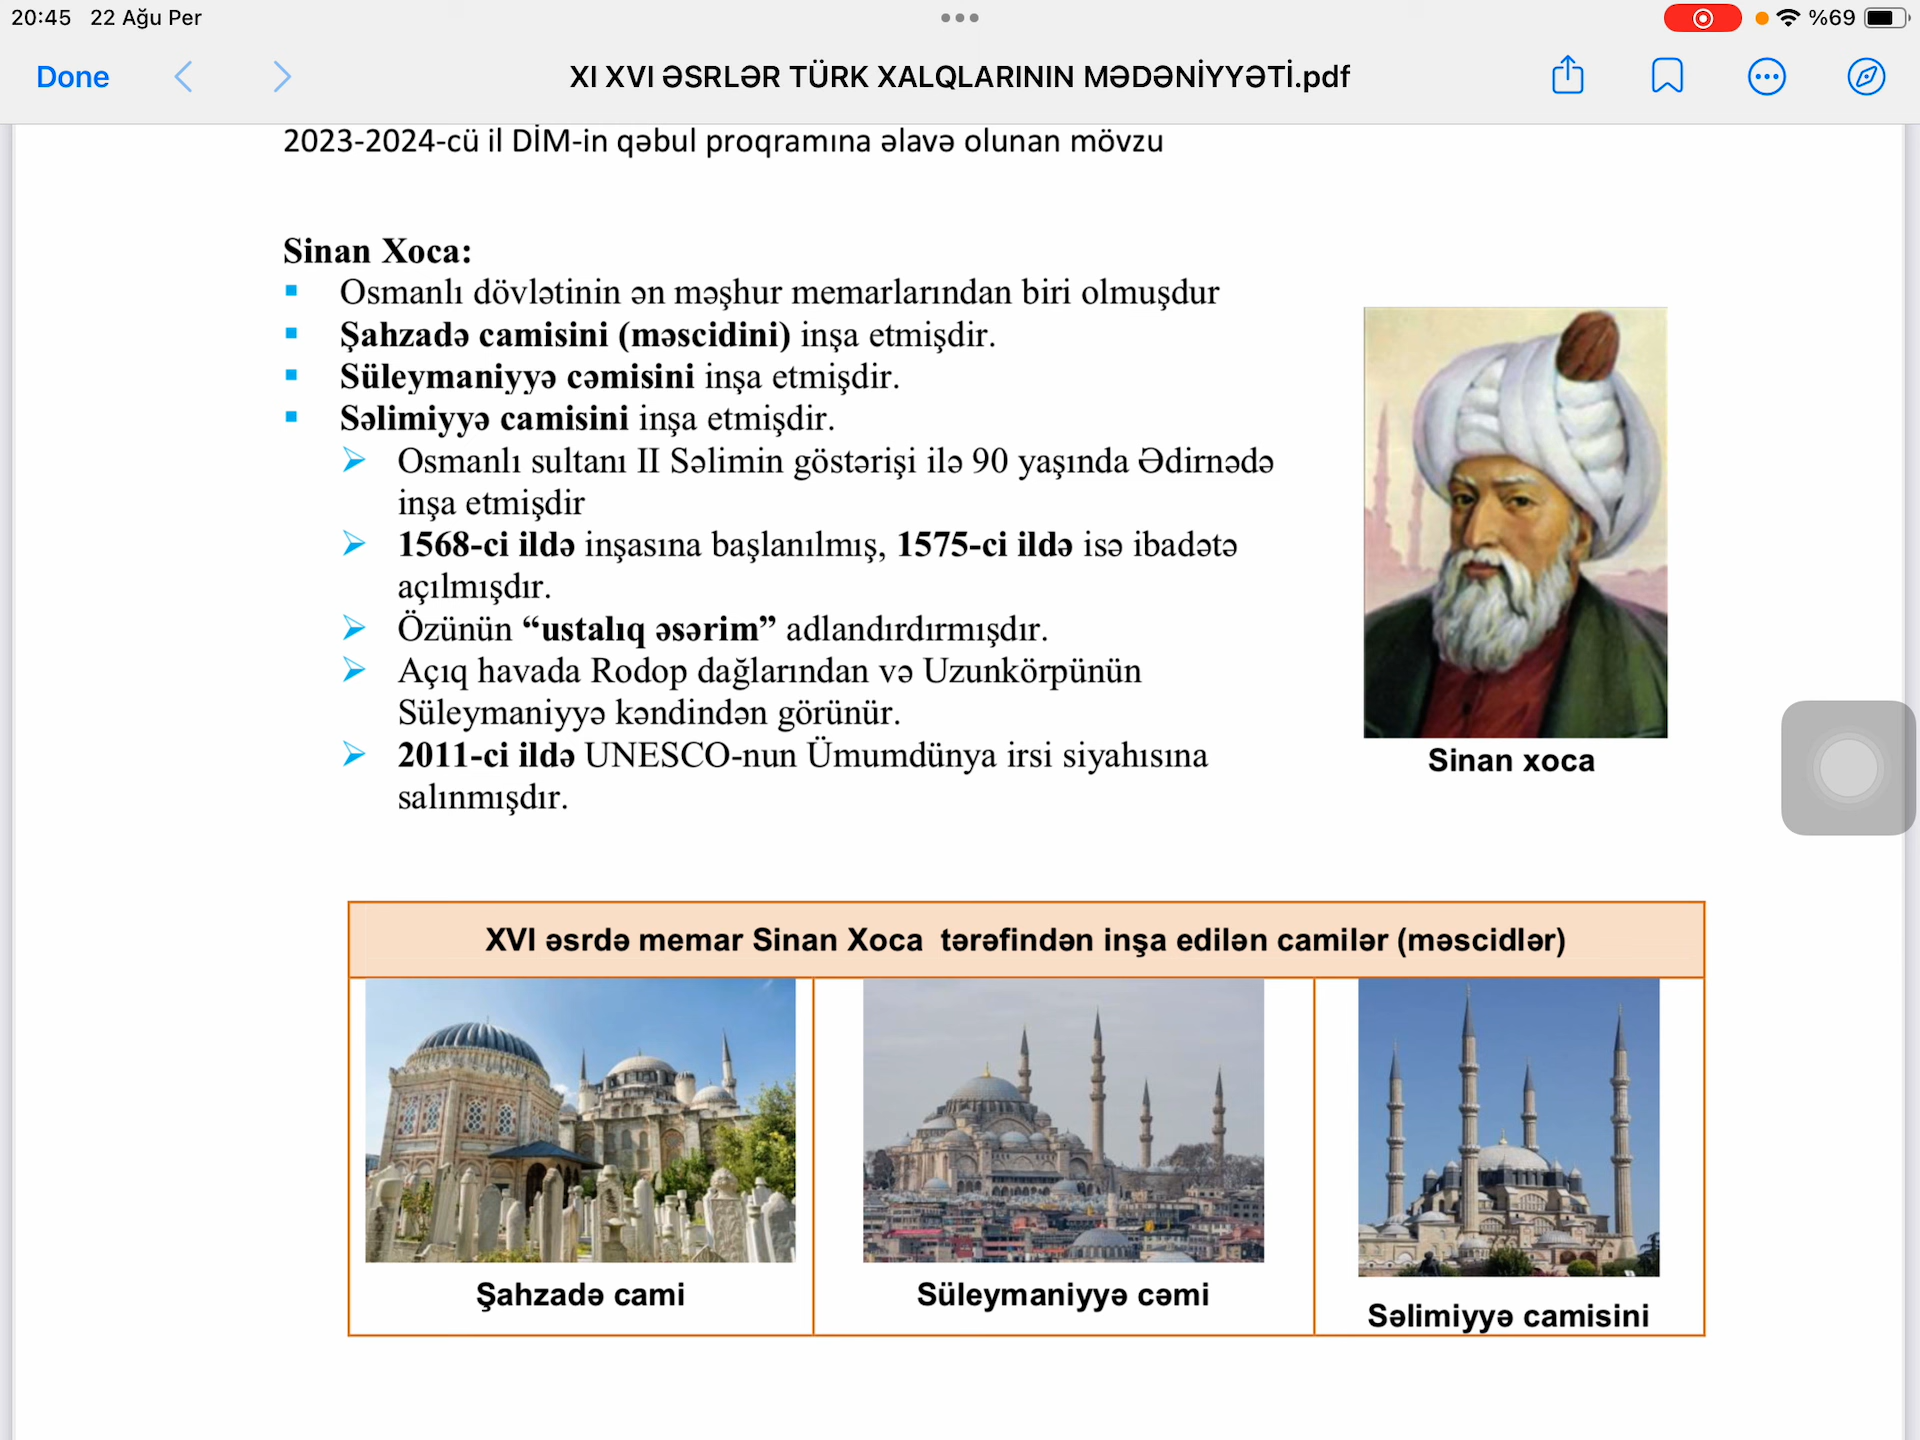 20:45 22 Ağu Per
%69
Done
XI XVI ƏSRLƏR TÜRK XALQLARININ MƏDƏNİYYƏTİ.pdf
2023-2024-cü il DİM-in qəbul proqramına əlavə olunan mövzu
Sinan Xoca:
▪ Osmanlı dövlətinin ən məşhur memarlarından biri olmuşdur
▪ Şahzadə camisini (məscidini) inşa etmişdir.
▪ Süleymaniyyə cəmisini inşa etmişdir.
▪ Səlimiyyə camisini inşa etmişdir.
➢ Osmanlı sultanı II Səlimin göstərişi ilə 90 yaşında Ədirnədə
inşa etmişdir
➢ 1568-ci ildə inşasına başlanılmış, 1575-ci ildə isə ibadətə
açılmışdır.
➢ Özünün “ustalıq əsərim” adlandırdırmışdır.
➢ Açıq havada Rodop dağlarından və Uzunkörpünün
Süleymaniyyə kəndindən görünür.
➢ 2011-ci ildə UNESCO-nun Ümumdünya irsi siyahısına
salınmışdır.
Sinan xoca
XVI əsrdə memar Sinan Xoca tərəfindən inşa edilən camilər (məscidlər)
Şahzadə cami
Süleymaniyyə cəmi
Səlimiyyə camisini